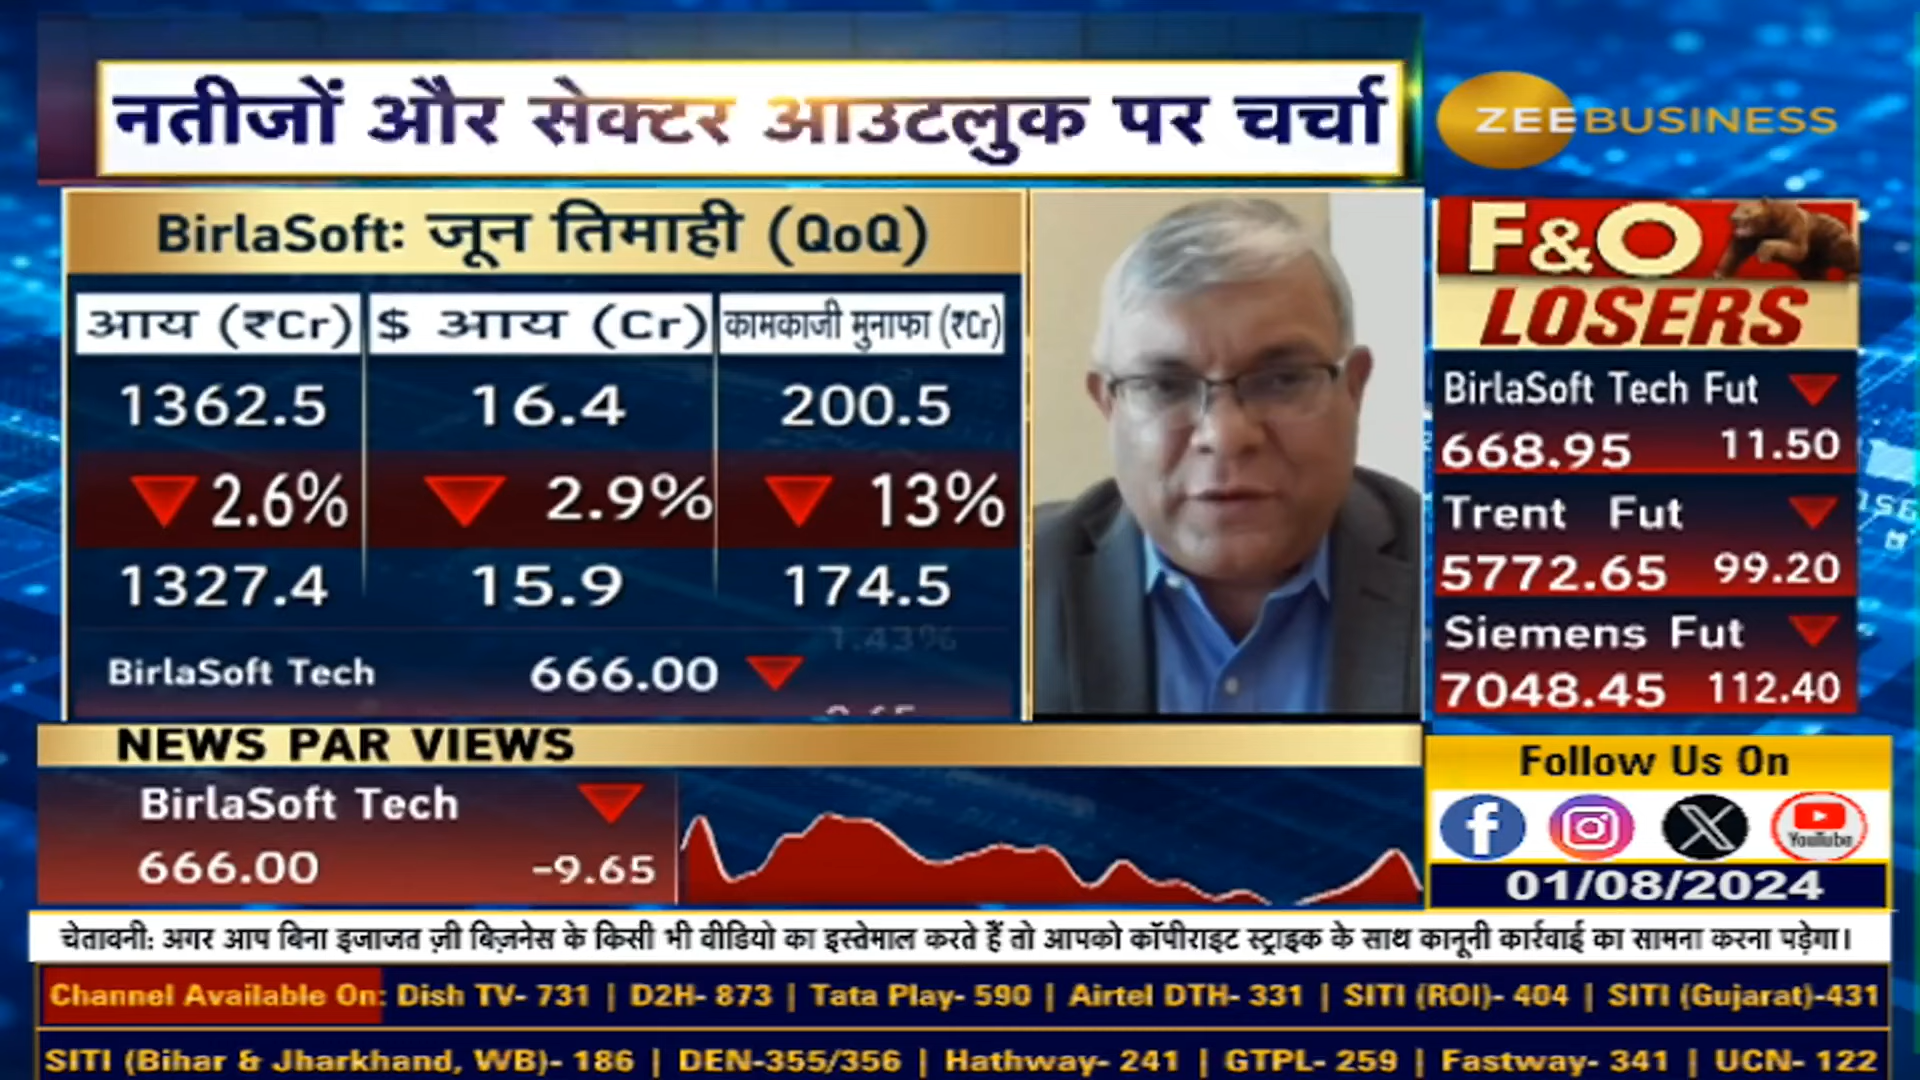 नतीजों और सेक्टर आउटलुक पर चर्चा
ZEEBUSINESS
BirlaSoft: जून तिमाही (QoQ)
आय (₹Cr) $ आय (Cr) कामकाजी मुनाफा (₹Cr)
1362.5 16.4 200.5
2.6% 2.9% 13%
1327.4 15.9 174.5
1.43%
BirlaSoft Tech 666.00
F&O
LOSERS
BirlaSoft Tech Fut
668.95 11.50
Trent Fut
5772.65 99.20
Siemens Fut
7048.45 112.40
NEWS PAR VIEWS
BirlaSoft Tech
666.00 -9.65
Follow Us On
YouTube
01/08/2024
चेतावनी: अगर आप बिना इजाजत ज़ी बिज़नेस के किसी भी वीडियो का इस्तेमाल करते हैं तो आपको कॉपीराइट स्ट्राइक के साथ कानूनी कार्रवाई का सामना करना पड़ेगा।
Channel Available On: Dish TV- 731 | D2H- 873 | Tata Play- 590 | Airtel DTH- 331 | SITI (ROI)- 404 | SITI (Gujarat)-431
SITI (Bihar & Jharkhand, WB)- 186 | DEN-355/356 | Hathway- 241 | GTPL- 259 | Fastway- 341 | UCN- 122